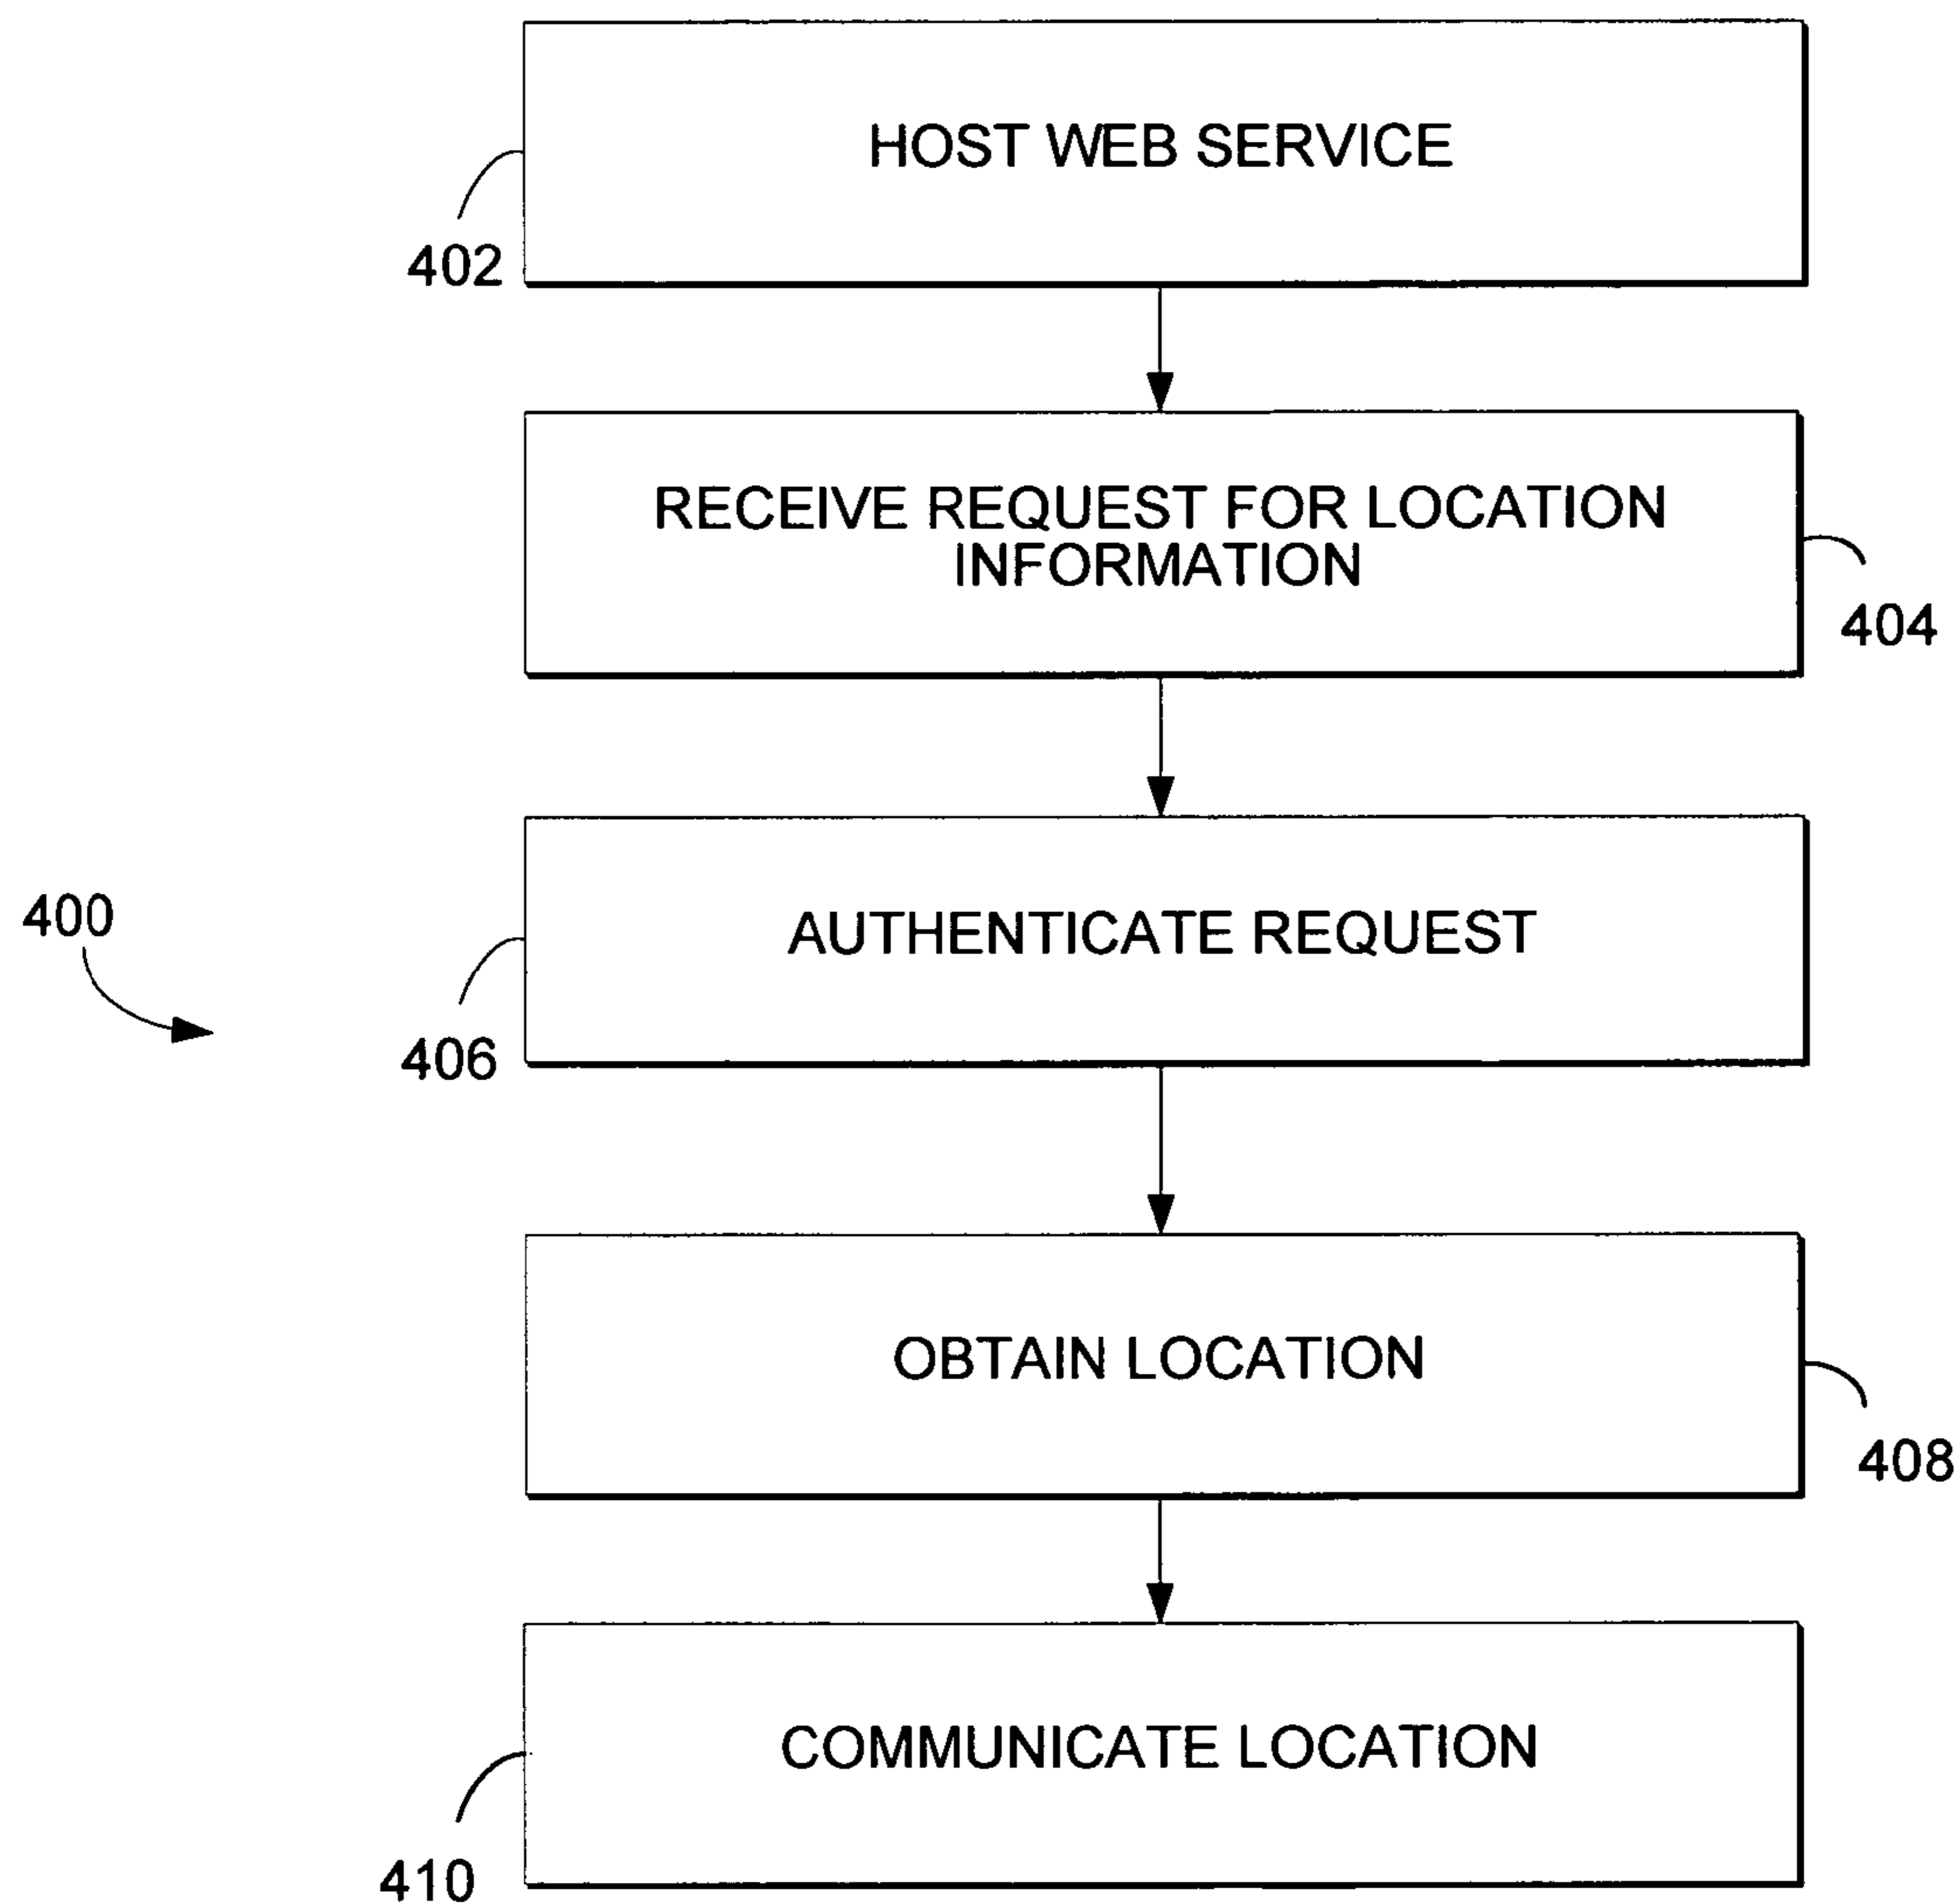 HOST WEB SERVICE
402
RECEIVE REQUEST FOR LOCATION
INFORMATION
404
400
AUTHENTICATE REQUEST
406
OBTAIN LOCATION
408
COMMUNICATE LOCATION
410